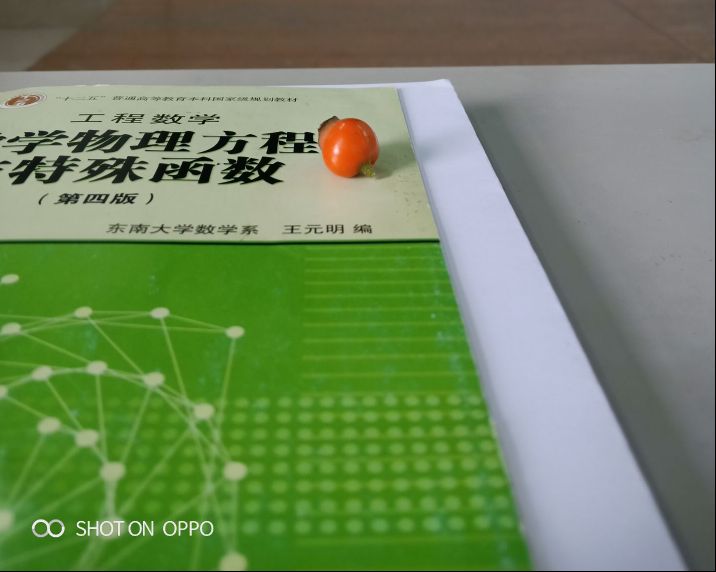 "十二五"普通高等教育本科国家级规划教材
工程数学
学物理方程
特殊函数
(第四版)
东南大学数学系 王元明 编
SHOT ON OPPO